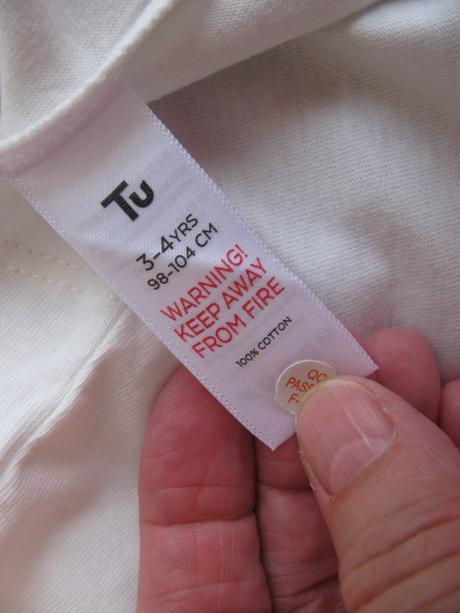 Tu
3-4YRS
98-104 CM
WARNING!
KEEP AWAY
FROM FIRE
100% COTTON